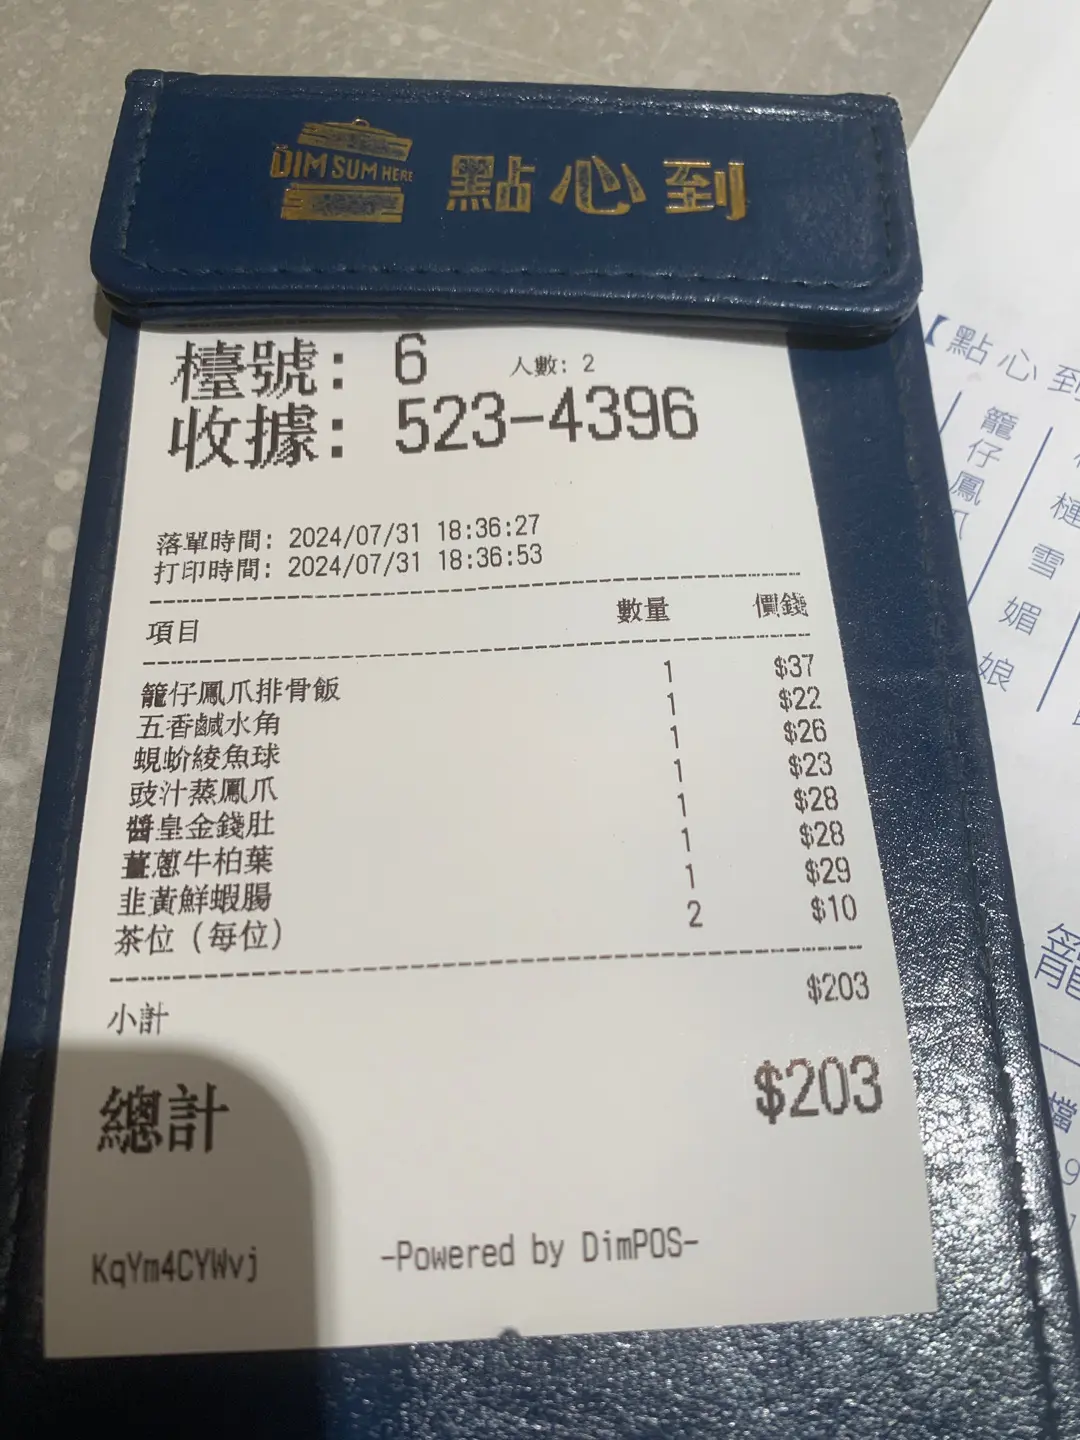 DIM SUM HERE 點心到
檯號： 6 人數：2
收據： 523-4396
落單時間：2024/07/31 18:36:27
打印時間：2024/07/31 18:36:53
項目 數量 價錢
籠仔鳳爪排骨飯 1 $37
五香鹹水角 1 $22
蜆蚧綾魚球 1 $26
豉汁蒸鳳爪 1 $23
醬皇金錢肚 1 $28
薑蔥牛柏葉 1 $28
韭黃鮮蝦腸 1 $29
茶位（每位） 2 $10
小計 $203
總計 $203
KqYm4CYWvj -Powered by DimPOS-
【點心到
籠仔鳳爪
雪媚娘
籠
檔